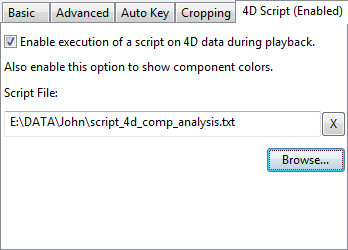 Basic Advanced Auto Key Cropping 4D Script (Enabled)
Enable execution of a script on 4D data during playback.
Also enable this option to show component colors.
Script File:
E:\DATA\John\script_4d_comp_analysis.txt X
Browse...